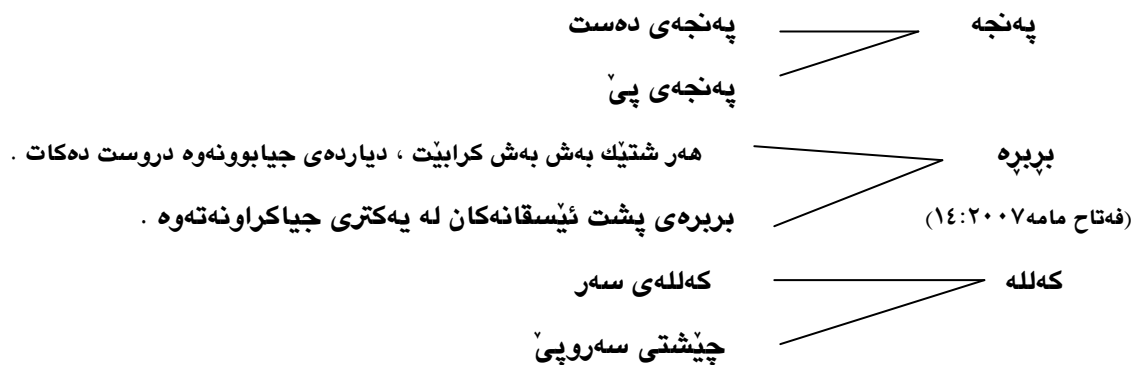 پەنجە پەنجەی دەست
پەنجەی پێ
بڕبڕە هەر شتێك بەش بەش كرابێت ، دیاردەی جیابوونەوە دروست دەكات .
(فەتاح مامە٢٠٠٧:١٤) بربرەی پشت ئێسقانەكان لە یەكتری جیاكراونەتەوە .
كەللە كەللەی سەر
چێشتی سەروپێ